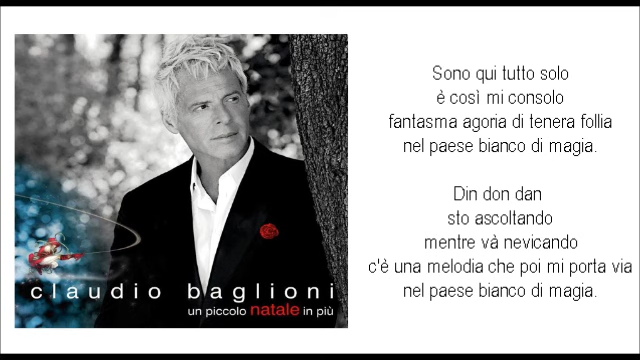 claudio baglioni
un piccolo natale in più
Sono qui tutto solo
è così mi consolo
fantasma agoria di tenera follia
nel paese bianco di magia.
Din don dan
sto ascoltando
mentre và nevicando
c'è una melodia che poi mi porta via
nel paese bianco di magia.